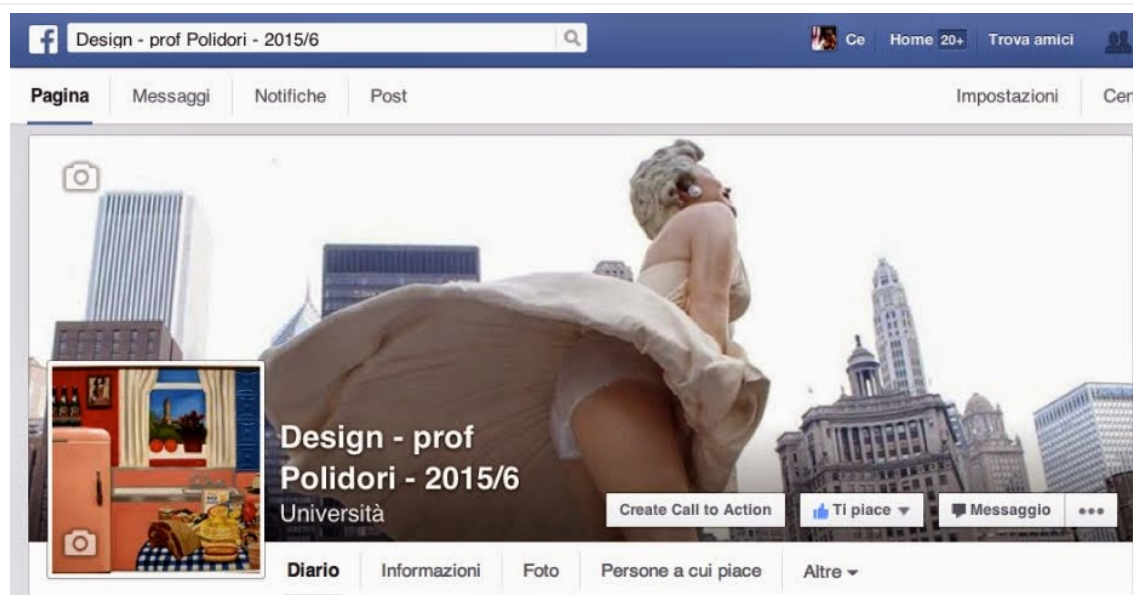 f Design - prof Polidori - 2015/6 Ce Home 20+ Trova amici
Pagina Messaggi Notifiche Post Impostazioni Cen
Design - prof
Polidori - 2015/6
Università
Create Call to Action Ti piace Messaggio
Diario Informazioni Foto Persone a cui piace Altre